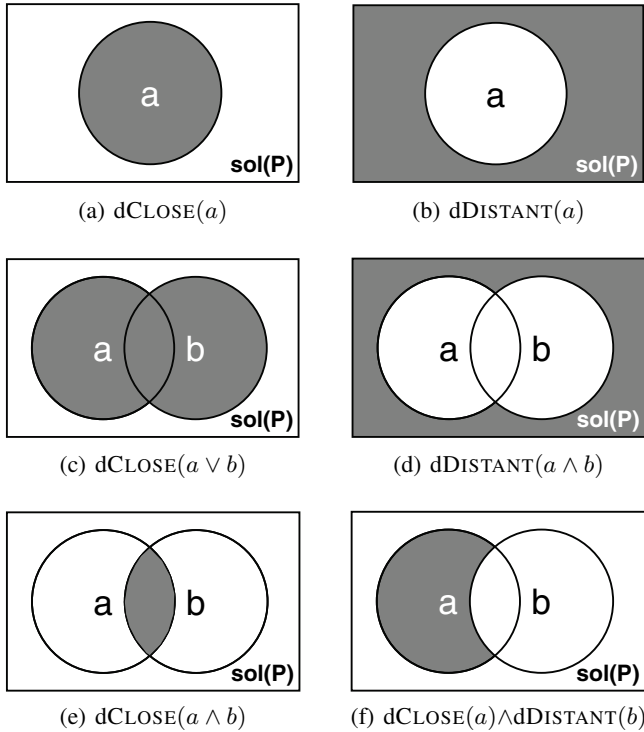 a
sol(P)
(a) dCLOSE(a)
a
sol(P)
(b) dDISTANT(a)
a b
sol(P)
(c) dCLOSE(a ∨ b)
a b
sol(P)
(d) dDISTANT(a ∧ b)
a b
sol(P)
(e) dCLOSE(a ∧ b)
a b
sol(P)
(f) dCLOSE(a)∧dDISTANT(b)